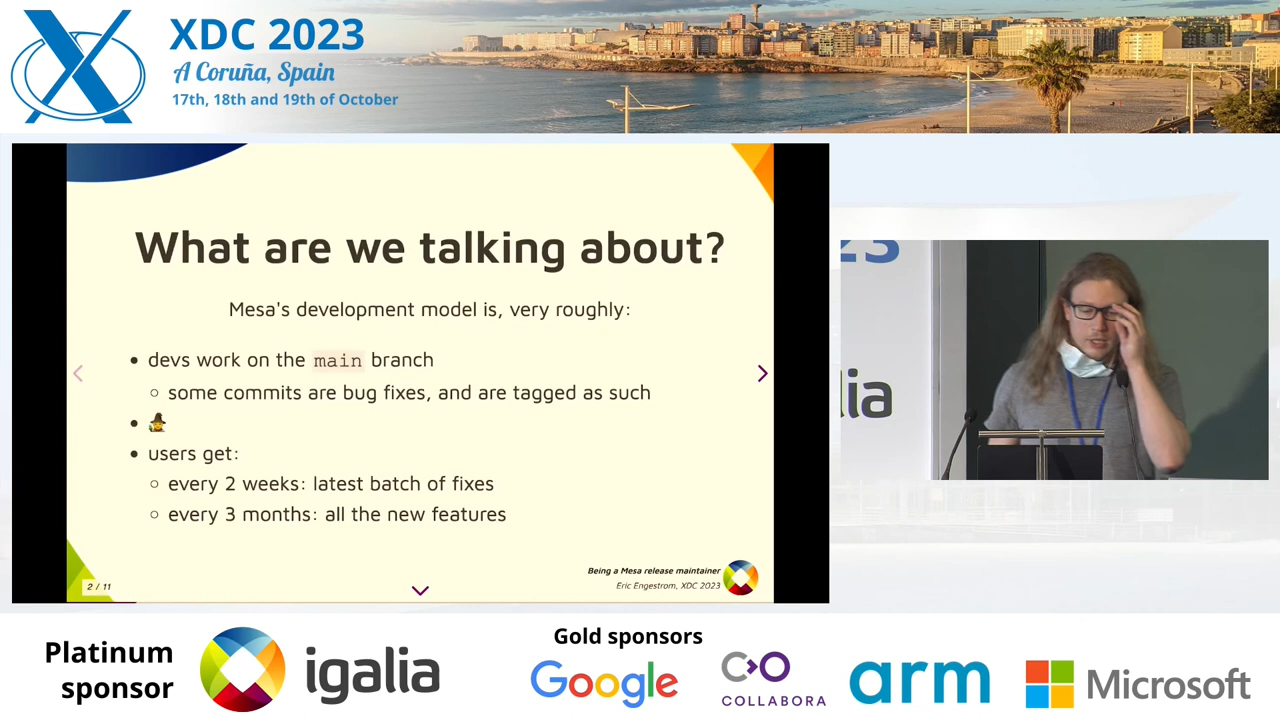 XDC 2023
A Coruña, Spain
17th, 18th and 19th of October
What are we talking about?
Mesa's development model is, very roughly:
devs work on the main branch
some commits are bug fixes, and are tagged as such
users get:
every 2 weeks: latest batch of fixes
every 3 months: all the new features
Being a Mesa release maintainer
Eric Engestrom, XDC 2023
2 / 11
23
lia
Platinum
sponsor
igalia
Gold sponsors
Google
COLLABORA
arm
Microsoft